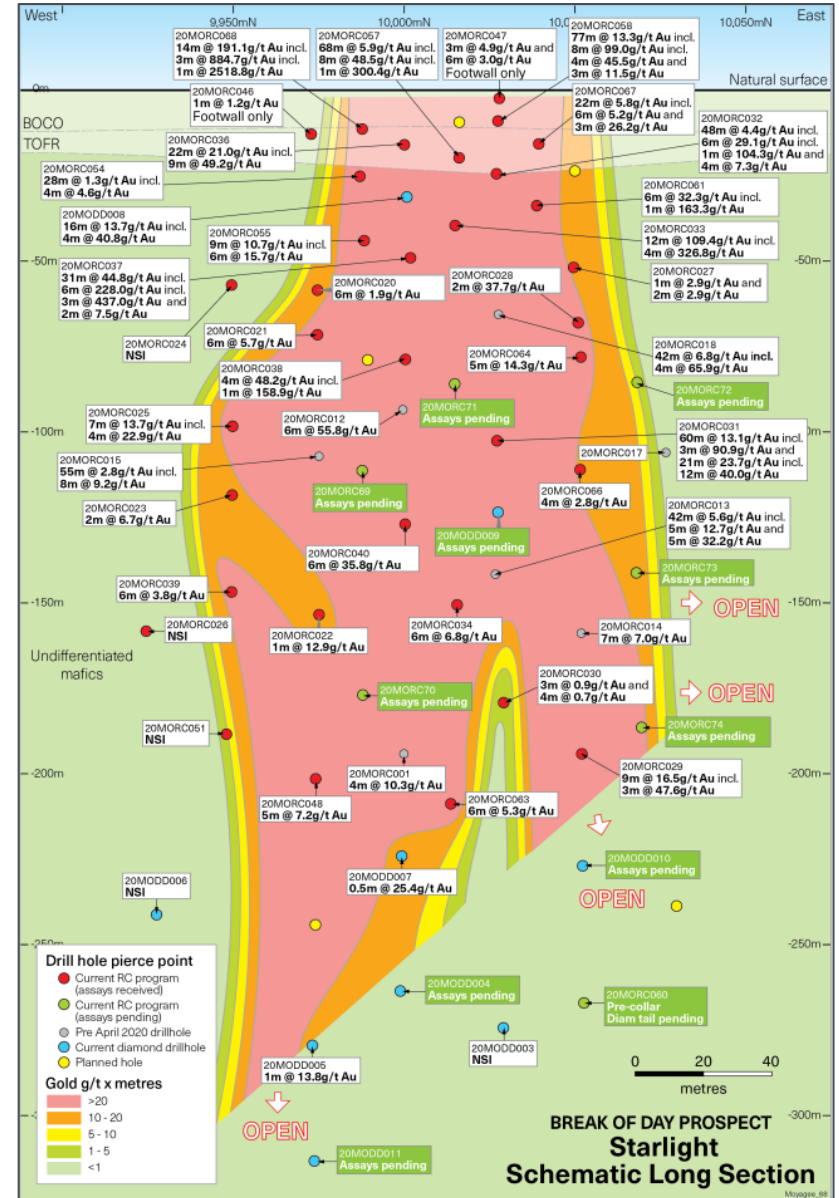 West
9,950mN
10,000mN
10,0
10,050mN
East
20MORC068
14m @ 191.1g/t Au incl.
3m @ 884.7g/t Au incl.
1m @ 2518.8g/t Au
20MORC057
68m @ 5.9g/t Au incl.
8m @ 48.5g/t Au incl.
1m @ 300.4g/t Au
20MORC047
3m @ 4.9g/t Au and
6m @ 3.0g/t Au
Footwall only
20MORC058
77m @ 13.3g/t Au incl.
8m @ 99.0g/t Au incl.
4m @ 45.5g/t Au and
3m @ 11.5g/t Au
Natural surface
0m
20MORC046
1m @ 1.2g/t Au
Footwall only
20MORC067
22m @ 5.8g/t Au incl.
6m @ 5.2g/t Au and
3m @ 26.2g/t Au
BOCO
TOFR
20MORC036
22m @ 21.0g/t Au incl.
9m @ 49.2g/t Au
20MORC032
48m @ 4.4g/t Au incl.
6m @ 29.1g/t Au incl.
1m @ 104.3g/t Au and
4m @ 7.3g/t Au
20MORC054
28m @ 1.3g/t Au incl.
4m @ 4.6g/t Au
20MORC061
6m @ 32.3g/t Au incl.
1m @ 163.3g/t Au
20MODD008
16m @ 13.7g/t Au incl.
4m @ 40.8g/t Au
20MORC055
9m @ 10.7g/t Au incl.
6m @ 15.7g/t Au
20MORC033
12m @ 109.4g/t Au incl.
4m @ 326.8g/t Au
-50m
-50m
20MORC037
31m @ 44.8g/t Au incl.
6m @ 228.0g/t Au incl.
3m @ 437.0g/t Au and
2m @ 7.5g/t Au
20MORC020
6m @ 1.9g/t Au
20MORC028
2m @ 37.7g/t Au
20MORC027
1m @ 2.9g/t Au and
2m @ 2.9g/t Au
20MORC024
NSI
20MORC021
6m @ 5.7g/t Au
20MORC018
42m @ 6.8g/t Au incl.
4m @ 65.9g/t Au
20MORC064
5m @ 14.3g/t Au
20MORC038
4m @ 48.2g/t Au incl.
1m @ 158.9g/t Au
20MORC72
Assays pending
20MORC71
Assays pending
20MORC025
7m @ 13.7g/t Au incl.
4m @ 22.9g/t Au
20MORC012
6m @ 55.8g/t Au
-100m
0m
20MORC031
60m @ 13.1g/t Au incl.
3m @ 90.9g/t Au and
21m @ 23.7g/t Au incl.
12m @ 40.0g/t Au
20MORC015
55m @ 2.8g/t Au incl.
8m @ 9.2g/t Au
20MORC017
20MORC69
Assays pending
20MORC066
4m @ 2.8g/t Au
20MORC023
2m @ 6.7g/t Au
20MORC013
42m @ 5.6g/t Au incl.
5m @ 12.7g/t Au and
5m @ 32.2g/t Au
20MODD009
Assays pending
20MORC040
6m @ 35.8g/t Au
20MORC73
Assays pending
20MORC039
6m @ 3.8g/t Au
-150m
OPEN
-150m
20MORC026
NSI
20MORC022
1m @ 12.9g/t Au
20MORC034
6m @ 6.8g/t Au
20MORC014
7m @ 7.0g/t Au
Undifferentiated
mafics
20MORC030
3m @ 0.9g/t Au and
4m @ 0.7g/t Au
20MORC70
Assays pending
OPEN
20MORC051
NSI
20MORC74
Assays pending
-200m
-200m
20MORC001
4m @ 10.3g/t Au
20MORC029
9m @ 16.5g/t Au incl.
3m @ 47.6g/t Au
20MORC048
5m @ 7.2g/t Au
20MORC063
6m @ 5.3g/t Au
20MODD006
NSI
20MODD007
0.5m @ 25.4g/t Au
20MODD010
Assays pending
OPEN
-250m
-250m
Drill hole pierce point
Current RC program
(assays received)
Current RC program
(assays pending)
Pre April 2020 drillhole
Current diamond drillhole
Planned hole
Gold g/t x metres
>20
10 - 20
5 - 10
1 - 5
<1
20MODD004
Assays pending
20MORC060
Pre-collar
Diam tail pending
20MODD003
NSI
20MODD005
1m @ 13.8g/t Au
0 20 40
metres
-3
-300m
OPEN
20MODD011
Assays pending
BREAK OF DAY PROSPECT
Starlight
Schematic Long Section
Moyagee_68